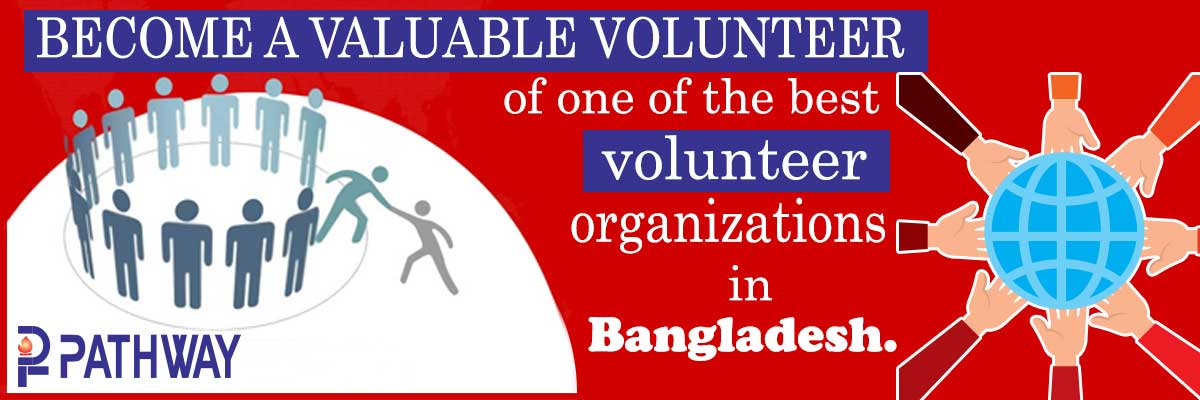 BECOME A VALUABLE VOLUNTEER
of one of the best
volunteer
organizations
in
Bangladesh.
PATHWAY